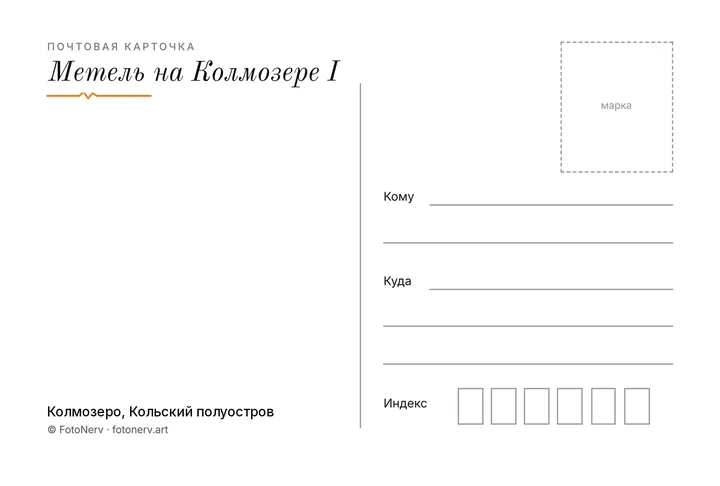 ПОЧТОВАЯ КАРТОЧКА
Метель на Колмозере I
марка
Кому
Куда
Индекс
Колмозеро, Кольский полуостров
© FotoNerv · fotonerv.art